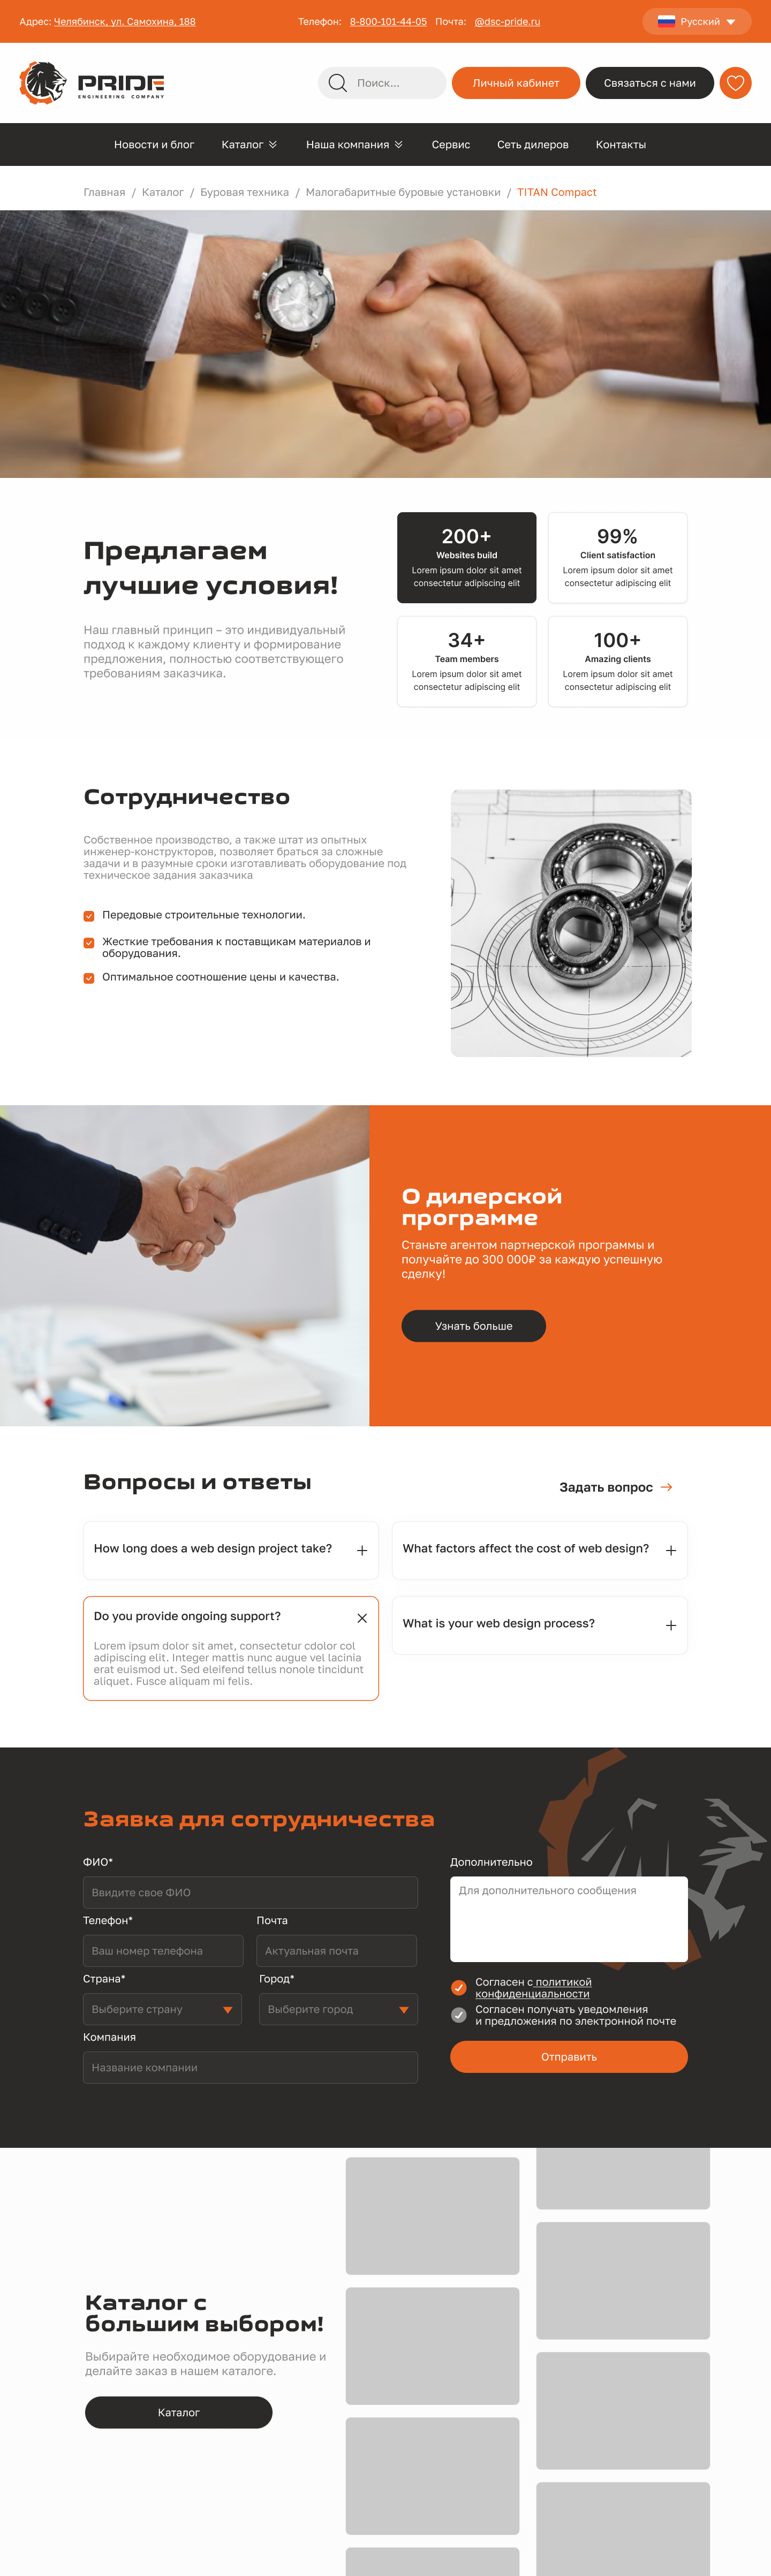 Адрес: Челябинск, ул. Самохина, 188
Телефон: 8-800-101-44-05 Почта: @dsc-pride.ru
Русский
PRIDE
ENGINEERING COMPANY
Поиск...
Личный кабинет
Связаться с нами
Новости и блог
Каталог
Наша компания
Сервис
Сеть дилеров
Контакты
Главная / Каталог / Буровая техника / Малогабаритные буровые установки / TITAN Compact
Предлагаем
лучшие условия!
Наш главный принцип – это индивидуальный
подход к каждому клиенту и формирование
предложения, полностью соответствующего
требованиям заказчика.
200+
Websites build
Lorem ipsum dolor sit amet
consectetur adipiscing elit
99%
Client satisfaction
Lorem ipsum dolor sit amet
consectetur adipiscing elit
34+
Team members
Lorem ipsum dolor sit amet
consectetur adipiscing elit
100+
Amazing clients
Lorem ipsum dolor sit amet
consectetur adipiscing elit
Сотрудничество
Собственное производство, а также штат из опытных
инженер-конструкторов, позволяет браться за сложные
задачи и в разумные сроки изготавливать оборудование под
техническое задания заказчика
Передовые строительные технологии.
Жесткие требования к поставщикам материалов и
оборудования.
Оптимальное соотношение цены и качества.
О дилерской
программе
Станьте агентом партнерской программы и
получайте до 300 000₽ за каждую успешную
сделку!
Узнать больше
Вопросы и ответы
Задать вопрос
How long does a web design project take?
What factors affect the cost of web design?
Do you provide ongoing support?
Lorem ipsum dolor sit amet, consectetur cdolor col
adipiscing elit. Integer mattis nunc augue vel lacinia
erat euismod ut. Sed eleifend tellus nonole tincidunt
aliquet. Fusce aliquam mi felis.
What is your web design process?
Заявка для сотрудничества
ФИО*
Ввидите свое ФИО
Телефон*
Почта
Ваш номер телефона
Актуальная почта
Страна*
Город*
Выберите страну
Выберите город
Компания
Название компании
Дополнительно
Для дополнительного сообщения
Согласен с политикой
конфиденциальности
Согласен получать уведомления
и предложения по электронной почте
Отправить
Каталог с
большим выбором!
Выбирайте необходимое оборудование и
делайте заказ в нашем каталоге.
Каталог